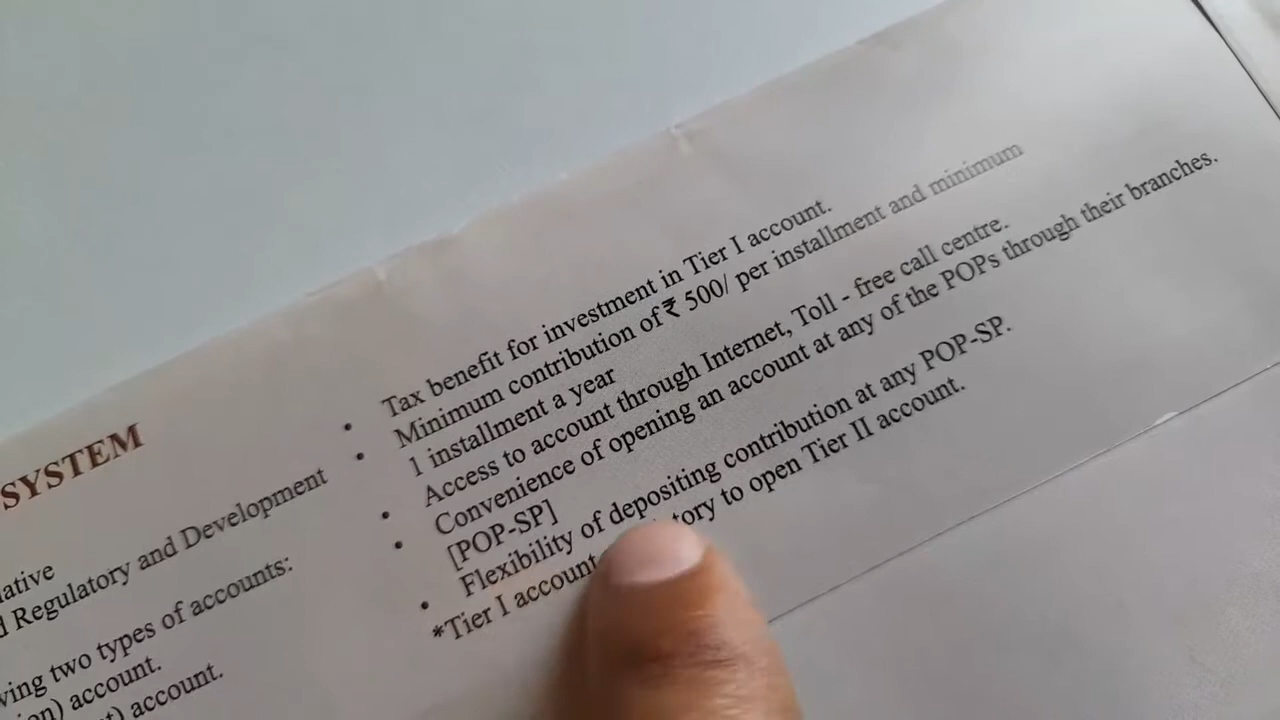 SYSTEM
ative
d Regulatory and Development
ving two types of accounts:
on) account.
t) account.
• Tax benefit for investment in Tier I account.
• Minimum contribution of ₹ 500/ per installment and minimum
1 installment a year
• Access to account through Internet, Toll - free call centre.
• Convenience of opening an account at any of the POPs through their branches.
[POP-SP]
• Flexibility of depositing contribution at any POP-SP.
*Tier I account tory to open Tier II account.